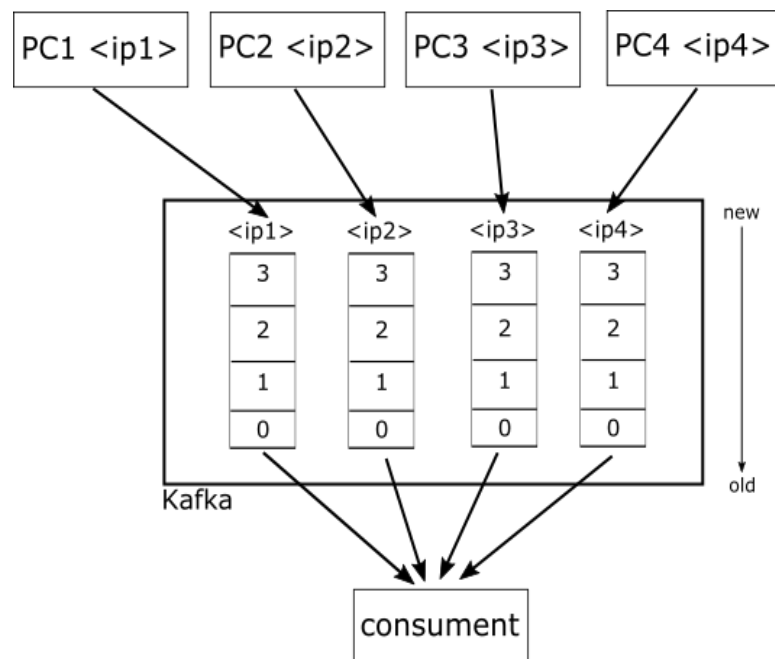 PC1 <ip1>
PC2 <ip2>
PC3 <ip3>
PC4 <ip4>
new
<ip1>
<ip2>
<ip3>
<ip4>
3
3
3
3
2
2
2
2
1
1
1
1
0
0
0
0
old
Kafka
consument